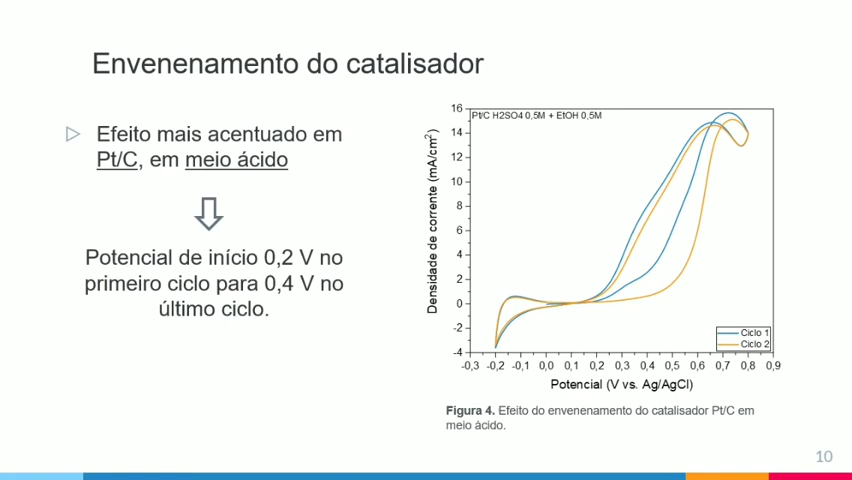 Envenenamento do catalisador
Efeito mais acentuado em
Pt/C, em meio ácido
Potencial de início 0,2 V no
primeiro ciclo para 0,4 V no
último ciclo.
Pt/C H2SO4 0,5M + EtOH 0,5M
16
14
12
10
8
6
4
2
0
-2
-4
Densidade de corrente (mA/cm²)
Ciclo 1
Ciclo 2
-0,3 -0,2 -0,1 0,0 0,1 0,2 0,3 0,4 0,5 0,6 0,7 0,8 0,9
Potencial (V vs. Ag/AgCl)
Figura 4. Efeito do envenenamento do catalisador Pt/C em
meio ácido.
10